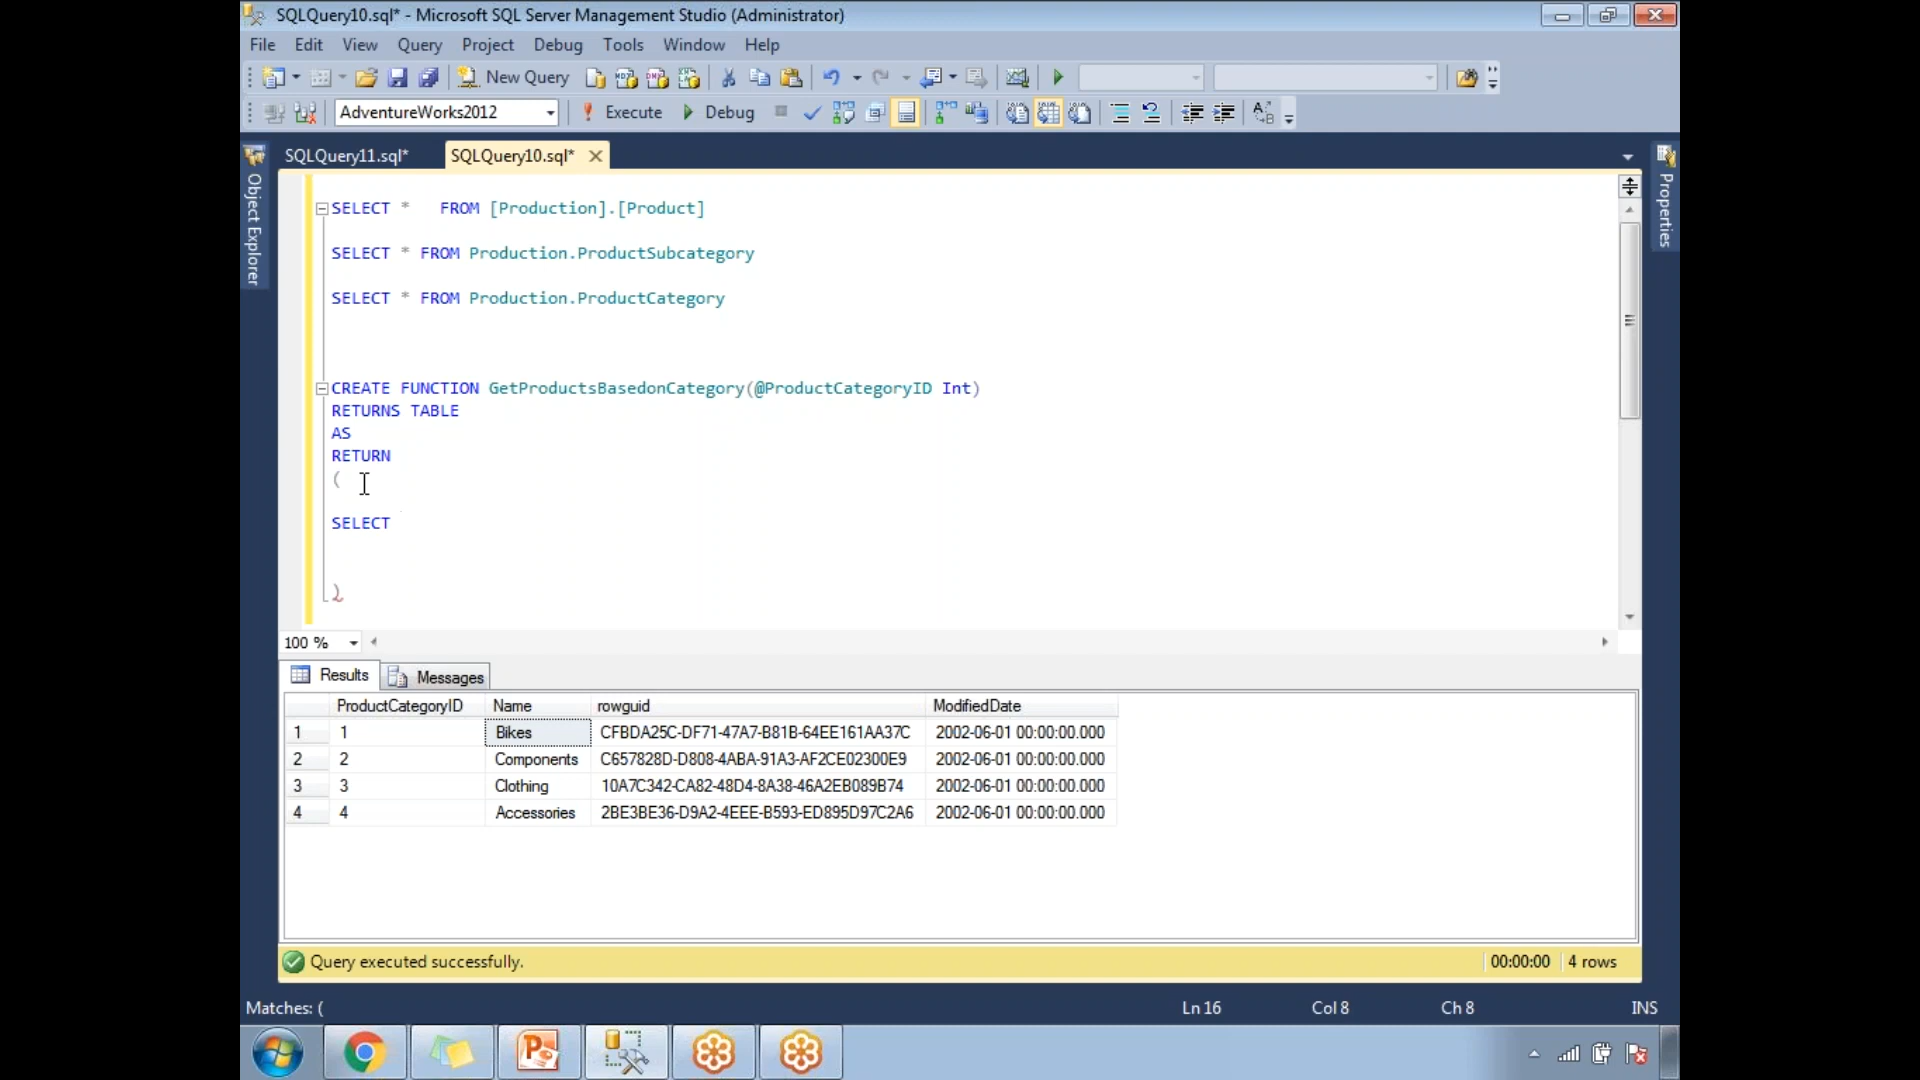 SQLQuery10.sql* - Microsoft SQL Server Management Studio (Administrator)
File Edit View Query Project Debug Tools Window Help
New Query
AdventureWorks2012 Execute Debug
SQLQuery11.sql* SQLQuery10.sql*
Object Explorer
Properties
SELECT * FROM [Production].[Product]
SELECT * FROM Production.ProductSubcategory
SELECT * FROM Production.ProductCategory
CREATE FUNCTION GetProductsBasedonCategory(@ProductCategoryID Int)
RETURNS TABLE
AS
RETURN
(
SELECT
)
100 %
Results Messages
ProductCategoryID Name rowguid ModifiedDate
1 1 Bikes CFBDA25C-DF71-47A7-B81B-64EE161AA37C 2002-06-01 00:00:00.000
2 2 Components C657828D-D808-4ABA-91A3-AF2CE02300E9 2002-06-01 00:00:00.000
3 3 Clothing 10A7C342-CA82-48D4-8A38-46A2EB089B74 2002-06-01 00:00:00.000
4 4 Accessories 2BE3BE36-D9A2-4EEE-B593-ED895D97C2A6 2002-06-01 00:00:00.000
Query executed successfully. 00:00:00 4 rows
Matches: ( Ln 16 Col 8 Ch 8 INS